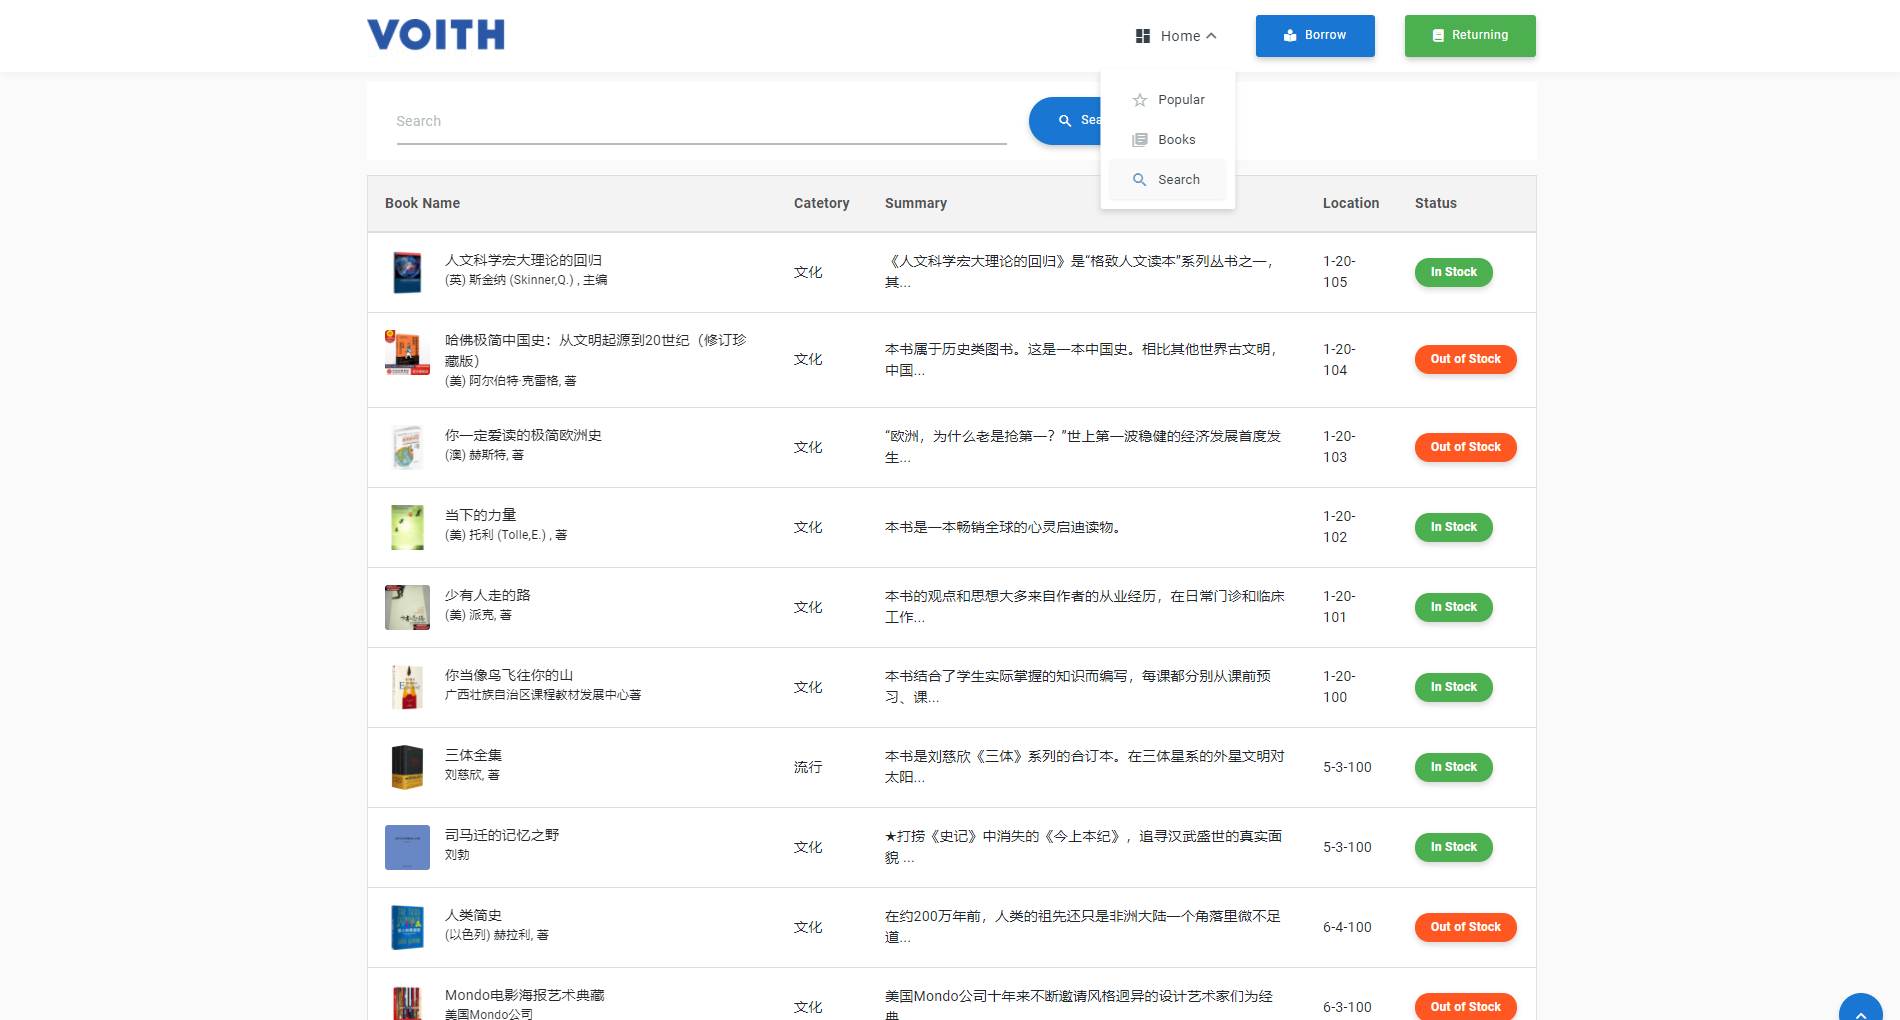 VOITH
Home
Borrow
Returning
Popular
Books
Search
Search
Sea
Book Name
Catetory
Summary
Location
Status
人文科学宏大理论的回归
(英) 斯金纳 (Skinner,Q.) , 主编
文化
《人文科学宏大理论的回归》是“格致人文读本”系列丛书之一，
其...
1-20-
105
In Stock
哈佛极简中国史：从文明起源到20世纪（修订珍
藏版）
(美) 阿尔伯特·克雷格, 著
文化
本书属于历史类图书。这是一本中国史。相比其他世界古文明，
中国...
1-20-
104
Out of Stock
你一定爱读的极简欧洲史
(澳) 赫斯特, 著
文化
“欧洲，为什么老是抢第一？”世上第一波稳健的经济发展首度发
生...
1-20-
103
Out of Stock
当下的力量
(美) 托利 (Tolle,E.) , 著
文化
本书是一本畅销全球的心灵启迪读物。
1-20-
102
In Stock
少有人走的路
(美) 派克, 著
文化
本书的观点和思想大多来自作者的从业经历，在日常门诊和临床
工作...
1-20-
101
In Stock
你当像鸟飞往你的山
广西壮族自治区课程教材发展中心著
文化
本书结合了学生实际掌握的知识而编写，每课都分别从课前预
习、课...
1-20-
100
In Stock
三体全集
刘慈欣, 著
流行
本书是刘慈欣《三体》系列的合订本。在三体星系的外星文明对
太阳...
5-3-100
In Stock
司马迁的记忆之野
刘勃
文化
★打捞《史记》中消失的《今上本纪》，追寻汉武盛世的真实面
貌 ...
5-3-100
In Stock
人类简史
(以色列) 赫拉利, 著
文化
在约200万年前，人类的祖先还只是非洲大陆一个角落里微不足
道...
6-4-100
Out of Stock
Mondo电影海报艺术典藏
美国Mondo公司
文化
美国Mondo公司十年来不断邀请风格迥异的设计艺术家们为经
典...
6-3-100
Out of Stock